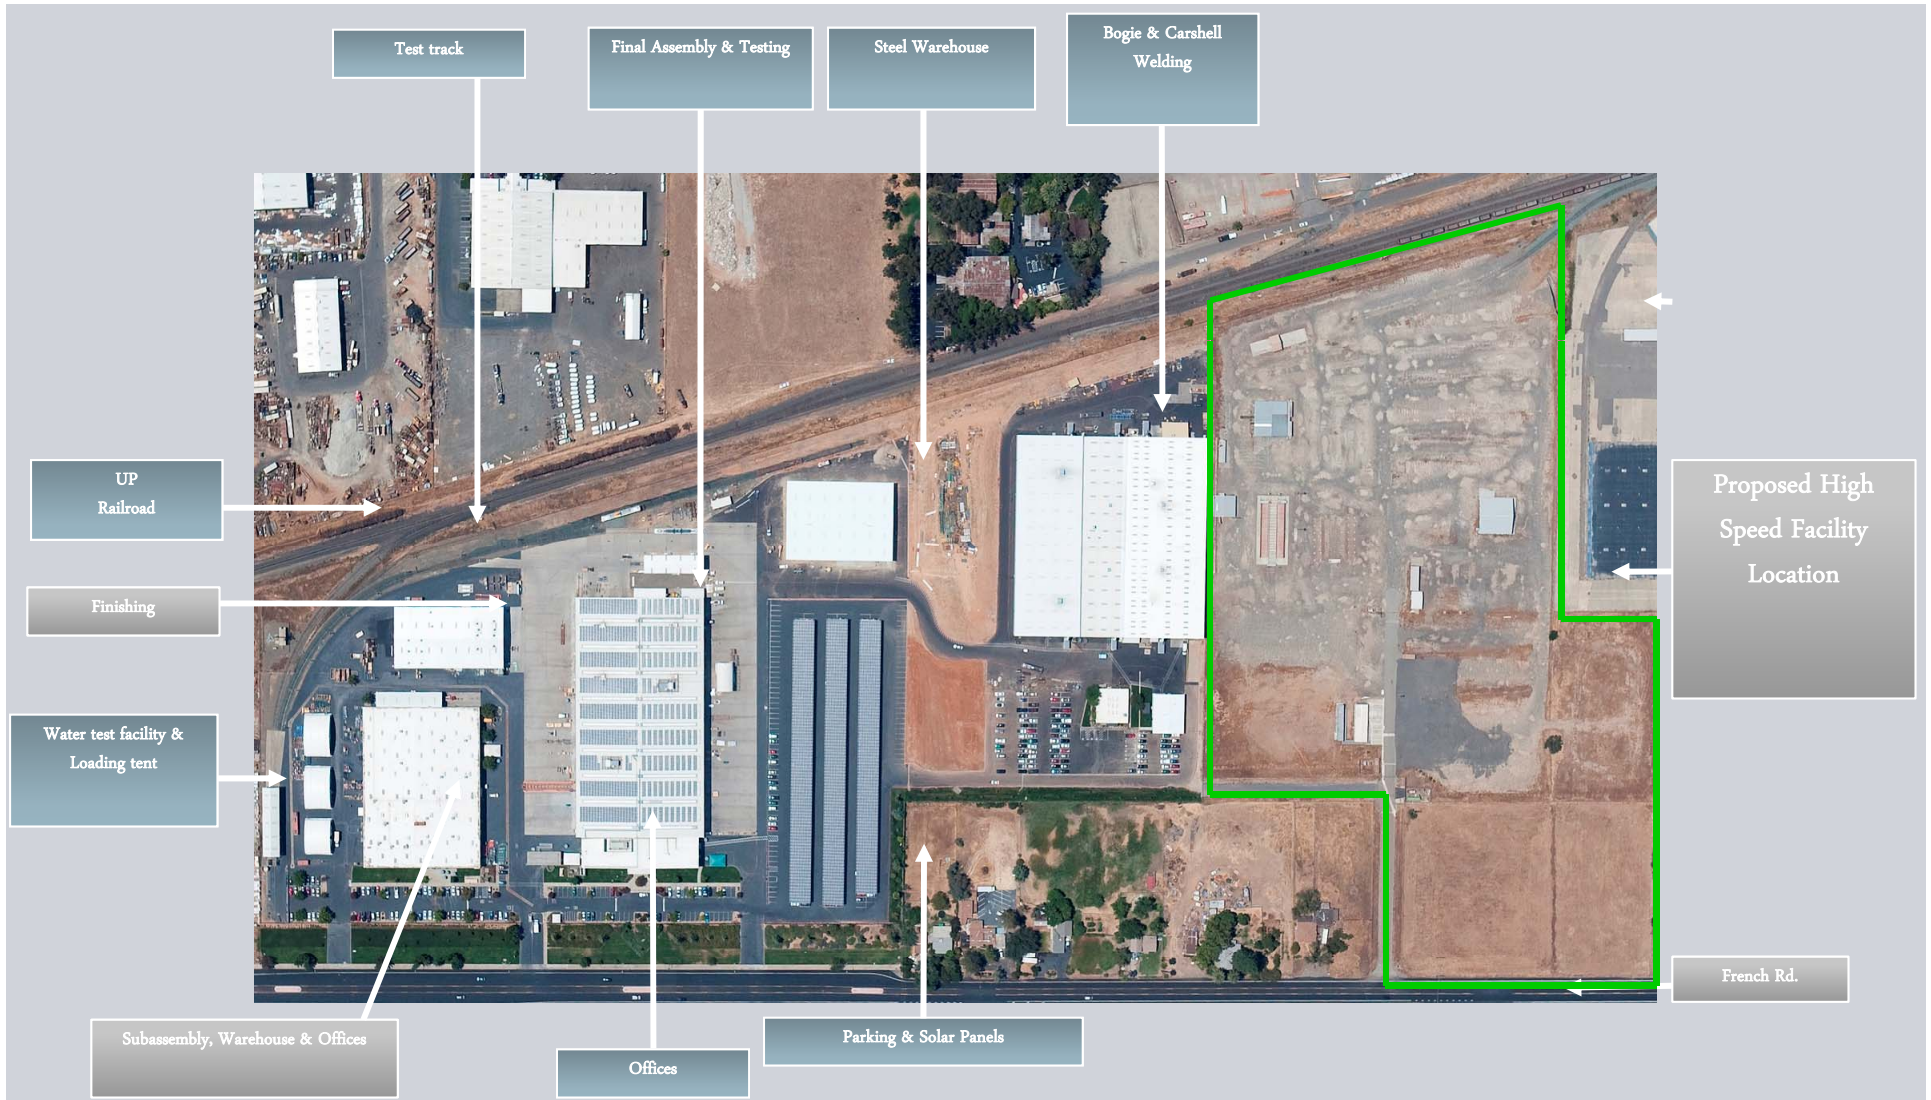 Test track
Final Assembly & Testing
Steel Warehouse
Bogie & Carshell
Welding
UP
Railroad
Proposed High
Speed Facility
Location
Finishing
Water test facility &
Loading tent
French Rd.
Subassembly, Warehouse & Offices
Parking & Solar Panels
Offices